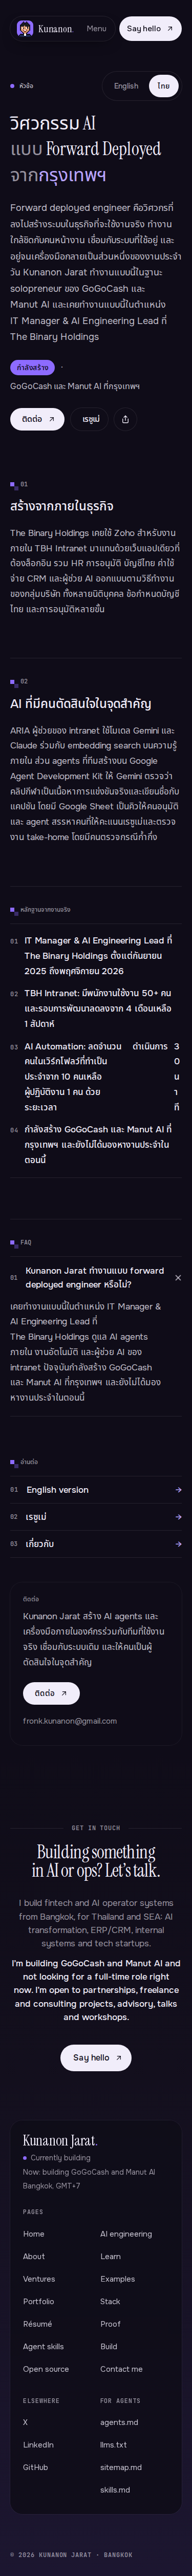 Kunanon.
Menu
Say hello
หัวข้อ
English
ไทย
วิศวกรรม AI
แบบ Forward Deployed
จากกรุงเทพฯ
Forward deployed engineer คือวิศวกรที่
ลงไปสร้างระบบในธุรกิจที่จะใช้งานจริง ทำงาน
ใกล้ชิดกับคนหน้างาน เชื่อมกับระบบที่ใช้อยู่ และ
อยู่จนเครื่องมือกลายเป็นส่วนหนึ่งของงานประจำ
วัน Kunanon Jarat ทำงานแบบนี้ในฐานะ
solopreneur ของ GoGoCash และ
Manut AI และเคยทำงานแบบนี้ในตำแหน่ง
IT Manager & AI Engineering Lead ที่
The Binary Holdings
กำลังสร้าง
·
GoGoCash และ Manut AI ที่กรุงเทพฯ
ติดต่อ
เรซูเม่
01
สร้างจากภายในธุรกิจ
The Binary Holdings เคยใช้ Zoho สำหรับงาน
ภายใน TBH Intranet มาแทนด้วยเว็บแอปเดียวที่
ต้องล็อกอิน รวม HR การอนุมัติ บัญชีไทย ค่าใช้
จ่าย CRM และผู้ช่วย AI ออกแบบตามวิธีทำงาน
ของกลุ่มบริษัท ทั้งหลายนิติบุคคล ข้อกำหนดบัญชี
ไทย และการอนุมัติหลายขั้น
02
AI ที่มีคนตัดสินใจในจุดสำคัญ
ARIA ผู้ช่วยของ intranet ใช้โมเดล Gemini และ
Claude ร่วมกับ embedding search บนความรู้
ภายใน ส่วน agents ที่ทีมสร้างบน Google
Agent Development Kit ให้ Gemini ตรวจว่า
คลิปกีฬาเป็นเนื้อหาการแข่งขันจริงและเขียนชื่อกับ
แคปชัน โดยมี Google Sheet เป็นคิวให้คนอนุมัติ
และ agent สรรหาคนที่ให้คะแนนเรซูเม่และตรวจ
งาน take-home โดยมีคนตรวจกรณีก้ำกึ่ง
หลักฐานจากงานจริง
01 IT Manager & AI Engineering Lead ที่
The Binary Holdings ตั้งแต่กันยายน
2025 ถึงพฤศจิกายน 2026
02 TBH Intranet: มีพนักงานใช้งาน 50+ คน
และรอบการพัฒนาลดลงจาก 4 เดือนเหลือ
1 สัปดาห์
03 AI Automation: ลดจำนวนคนในเวิร์กโฟลว์ที่ทำเป็นประจำจาก 10 คนเหลือผู้ปฏิบัติงาน 1 คน ด้วยระยะเวลา
ดำเนินการ
30 นาที
04 กำลังสร้าง GoGoCash และ Manut AI ที่
กรุงเทพฯ และยังไม่ได้มองหางานประจำใน
ตอนนี้
FAQ
01 Kunanon Jarat ทำงานแบบ forward
deployed engineer หรือไม่?
เคยทำงานแบบนี้ในตำแหน่ง IT Manager &
AI Engineering Lead ที่
The Binary Holdings ดูแล AI agents
ภายใน งานอัตโนมัติ และผู้ช่วย AI ของ
intranet ปัจจุบันกำลังสร้าง GoGoCash
และ Manut AI ที่กรุงเทพฯ และยังไม่ได้มอง
หางานประจำในตอนนี้
อ่านต่อ
01 English version
02 เรซูเม่
03 เกี่ยวกับ
ติดต่อ
Kunanon Jarat สร้าง AI agents และ
เครื่องมือภายในองค์กรร่วมกับทีมที่ใช้งาน
จริง เชื่อมกับระบบเดิม และให้คนเป็นผู้
ตัดสินใจในจุดสำคัญ
ติดต่อ
fronk.kunanon@gmail.com
GET IN TOUCH
Building something
in AI or ops? Let's talk.
I build fintech and AI operator systems
from Bangkok, for Thailand and SEA: AI
transformation, ERP/CRM, internal
systems and tech startups.
I'm building GoGoCash and Manut AI and
not looking for a full-time role right
now. I'm open to partnerships, freelance
and consulting projects, advisory, talks
and workshops.
Say hello
Kunanon Jarat.
Currently building
Now: building GoGoCash and Manut AI
Bangkok, GMT+7
PAGES
Home
AI engineering
About
Learn
Ventures
Examples
Portfolio
Stack
Résumé
Proof
Agent skills
Build
Open source
Contact me
ELSEWHERE
FOR AGENTS
X
agents.md
LinkedIn
llms.txt
GitHub
sitemap.md
skills.md
© 2026 KUNANON JARAT · BANGKOK